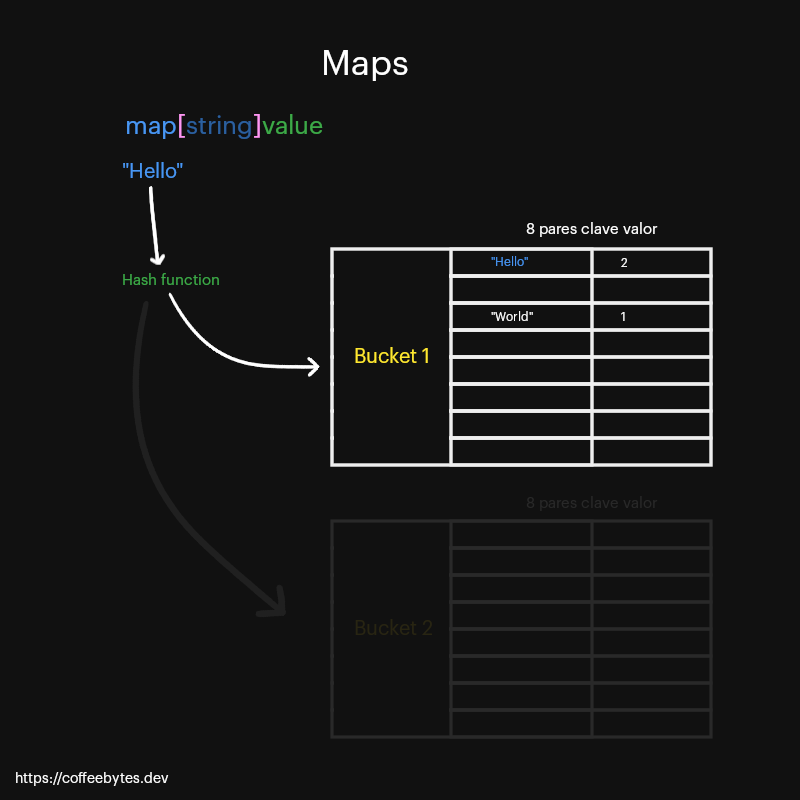 Maps
map[string]value
"Hello"
Hash function
8 pares clave valor
Bucket 1
"Hello" 2
"World" 1
8 pares clave valor
Bucket 2
https://coffeebytes.dev